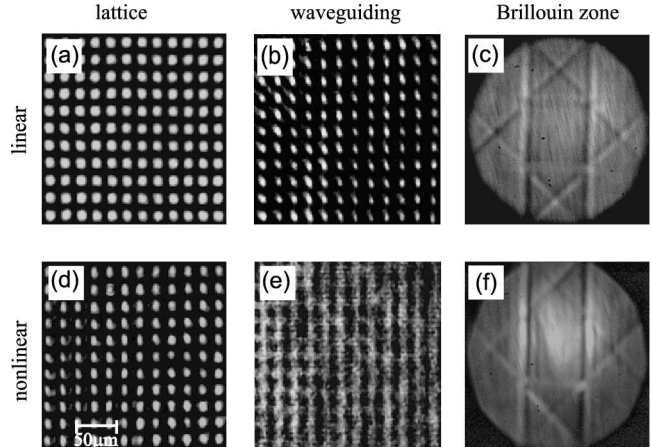 lattice waveguiding Brillouin zone
linear
(a) (b) (c)
nonlinear
(d) (e) (f)
50μm